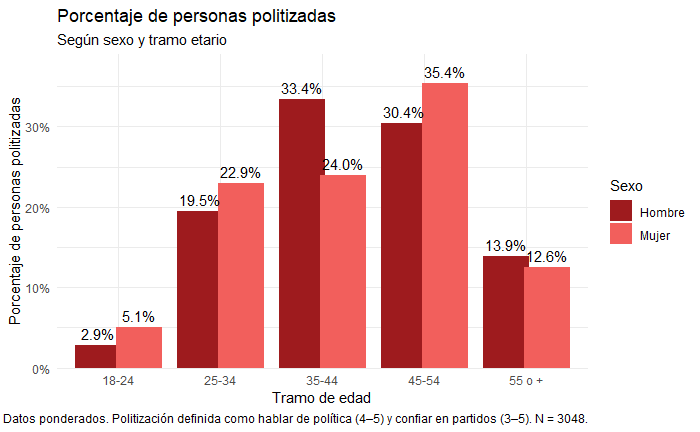 Porcentaje de personas politizadas
Según sexo y tramo etario
Porcentaje de personas politizadas
30%
20%
10%
0%
2.9%
5.1%
19.5%
22.9%
33.4%
24.0%
30.4%
35.4%
13.9%
12.6%
18-24
25-34
35-44
45-54
55 o +
Tramo de edad
Sexo
Hombre
Mujer
Datos ponderados. Politización definida como hablar de política (4–5) y confiar en partidos (3–5). N = 3048.